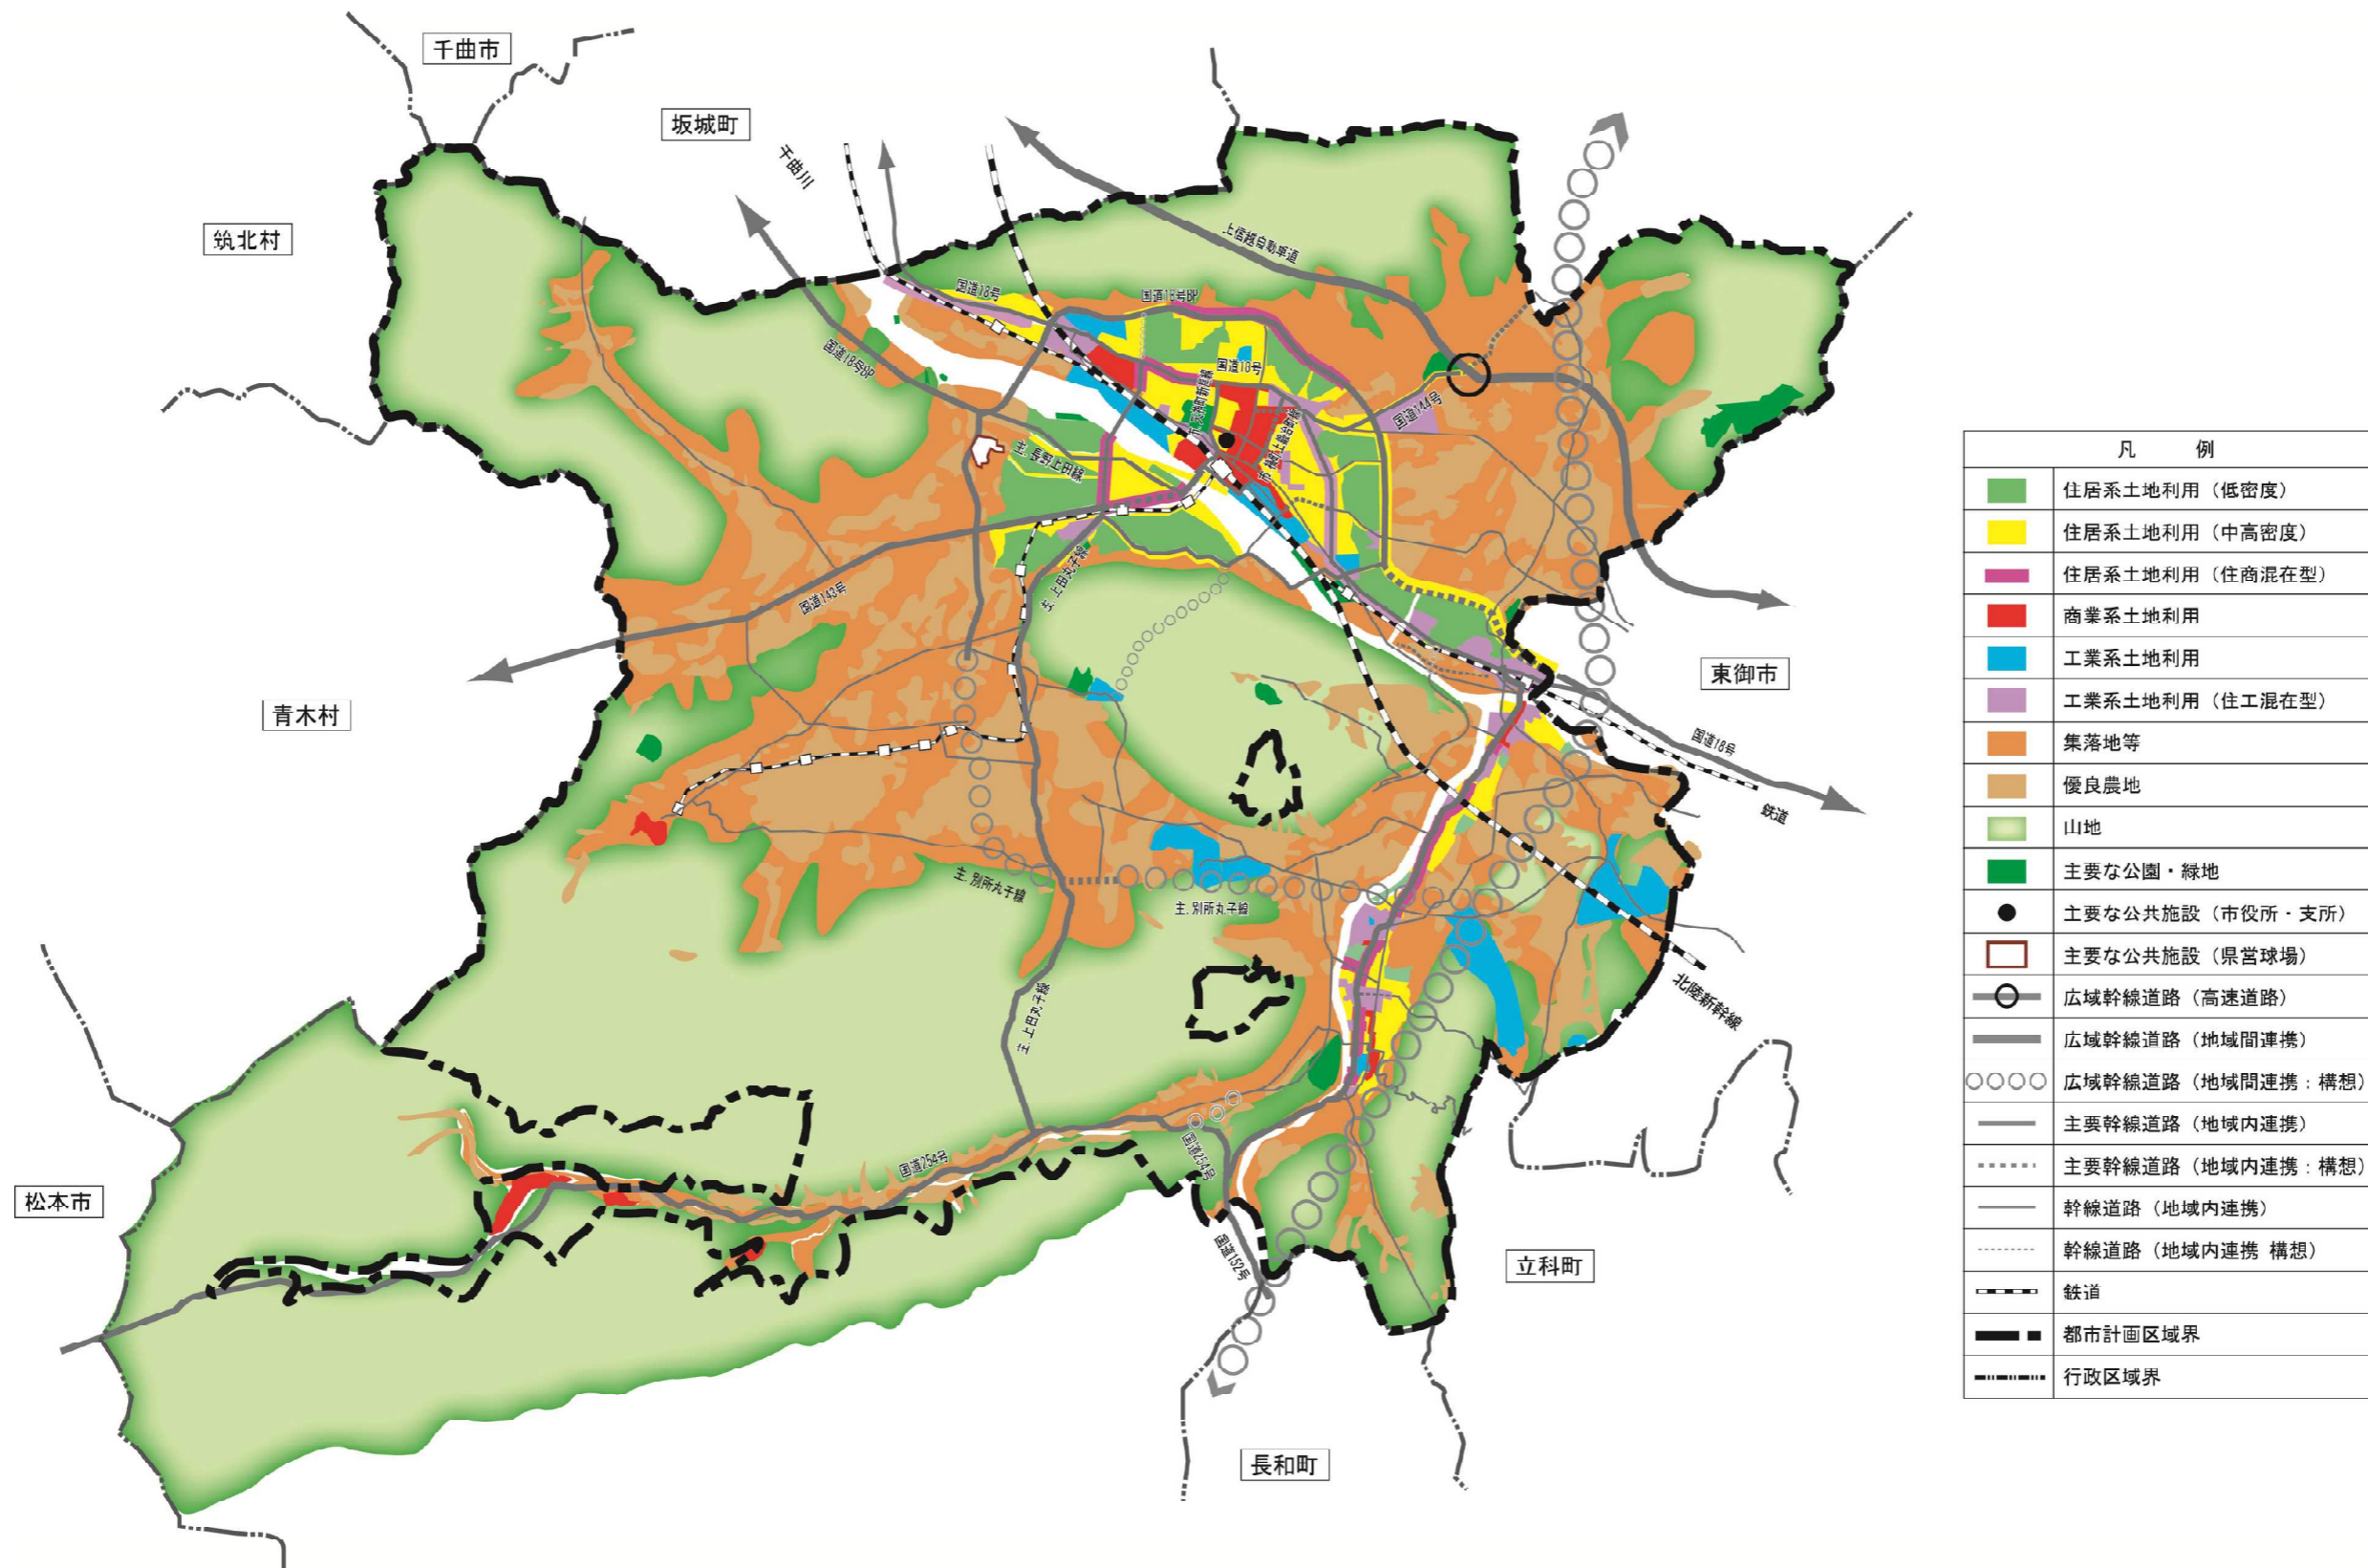 千曲市
坂城町
千曲川
筑北村
上信越自動車道
国道18号
国道18号BP
国道18号BP
国道18号
国道144号
主. 長野上田線
主. 上田丸子線
国道143号
東御市
青木村
国道18号
鉄道
主. 別所丸子線
主. 別所丸子線
北陸新幹線
主. 上田丸子線
国道254号
国道254号
松本市
国道152号
立科町
長和町
凡 例
住居系土地利用（低密度）
住居系土地利用（中高密度）
住居系土地利用（住商混在型）
商業系土地利用
工業系土地利用
工業系土地利用（住工混在型）
集落地等
優良農地
山地
主要な公園・緑地
主要な公共施設（市役所・支所）
主要な公共施設（県営球場）
広域幹線道路（高速道路）
広域幹線道路（地域間連携）
広域幹線道路（地域間連携：構想）
主要幹線道路（地域内連携）
主要幹線道路（地域内連携：構想）
幹線道路（地域内連携）
幹線道路（地域内連携 構想）
鉄道
都市計画区域界
行政区域界